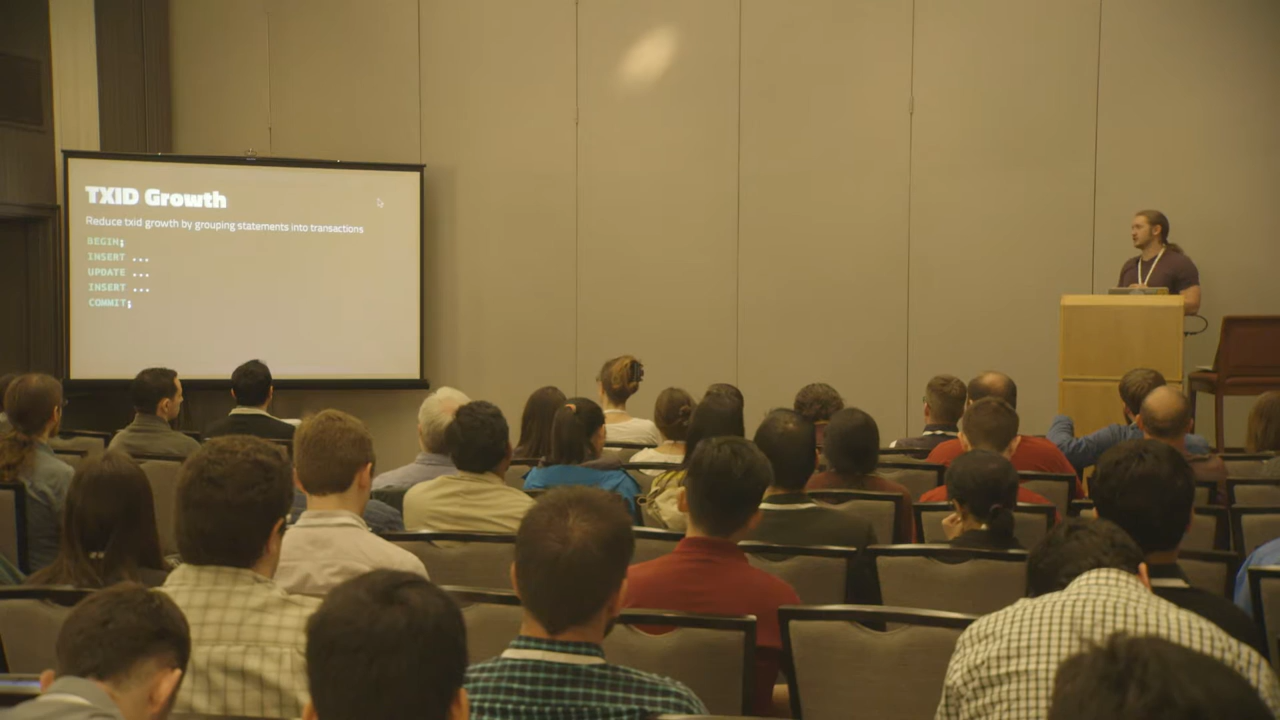 TXID Growth
Reduce txid growth by grouping statements into transactions
BEGIN;
INSERT ...
UPDATE ...
INSERT ...
COMMIT;